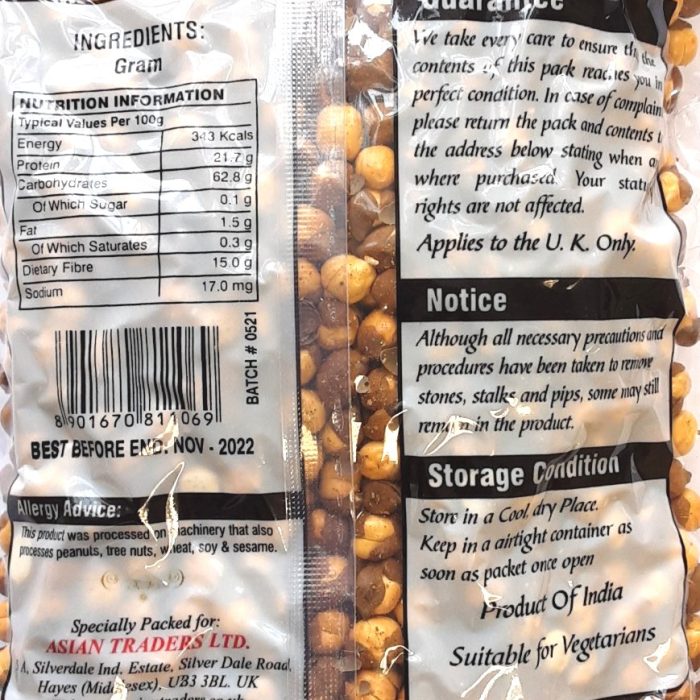 INGREDIENTS:
Gram
NUTRITION INFORMATION
Typical Values Per 100g
Energy 343 Kcals
Protein 21.7 g
Carbohydrates 62.8 g
Of Which Sugar 0.1 g
Fat 1.5 g
Of Which Saturates 0.3 g
Dietary Fibre 15.0 g
Sodium 17.0 mg
8 901670 811069
BATCH # 0521
BEST BEFORE END: NOV - 2022
Allergy Advice:
This product was processed on machinery that also
processes peanuts, tree nuts, wheat, soy & sesame.
Specially Packed for:
ASIAN TRADERS LTD.
A, Silverdale Ind. Estate, Silver Dale Road,
Hayes (Middlesex), UB3 3BL. UK
Guarantee
We take every care to ensure the
contents of this pack reaches you in
perfect condition. In case of complain
please return the pack and contents
the address below stating when
where purchased. Your
rights are not affected.
Applies to the U. K. Only.
Notice
Although all necessary precautions and
procedures have been taken to remove
stones, stalks and pips, some may still
remain in the product.
Storage Condition
Store in a Cool, dry Place.
Keep in a airtight container as
soon as packet once open
Product Of India
Suitable for Vegetarians